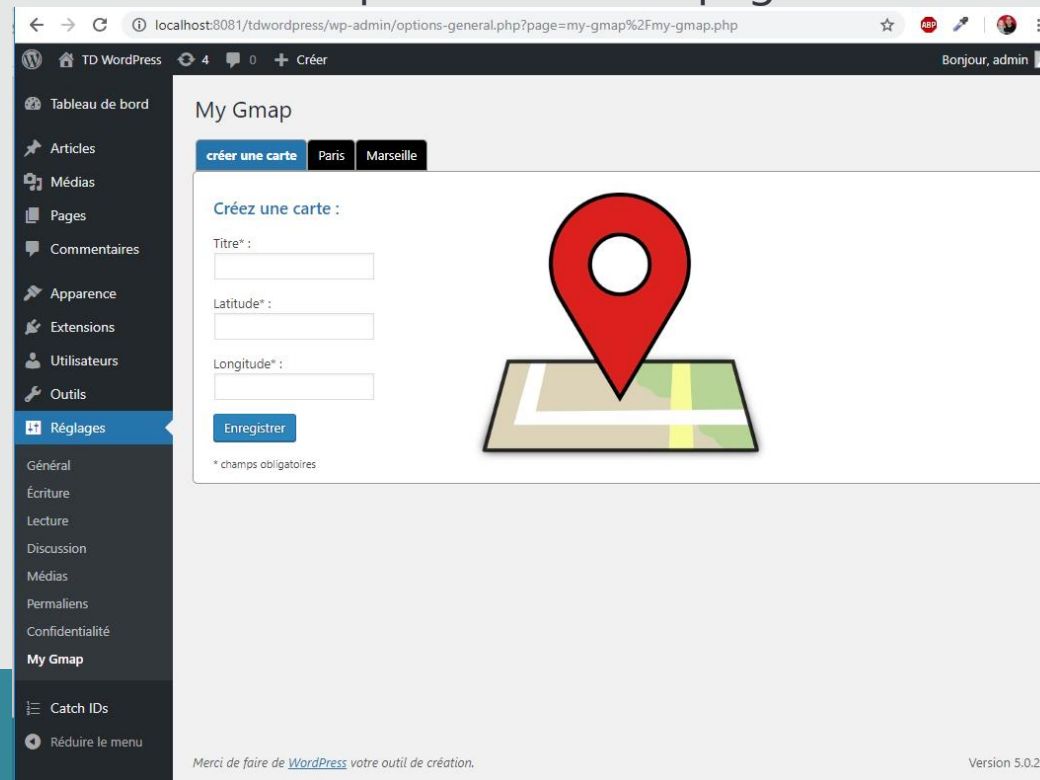 localhost:8081/tdwordpress/wp-admin/options-general.php?page=my-gmap%2Fmy-gmap.php
ABP
TD WordPress 4 0 + Créer
Bonjour, admin
Tableau de bord
Articles
Médias
Pages
Commentaires
Apparence
Extensions
Utilisateurs
Outils
Réglages
Général
Écriture
Lecture
Discussion
Médias
Permaliens
Confidentialité
My Gmap
Catch IDs
Réduire le menu
My Gmap
créer une carte Paris Marseille
Créez une carte :
Titre* :
Latitude* :
Longitude* :
Enregistrer
* champs obligatoires
Merci de faire de WordPress votre outil de création.
Version 5.0.2